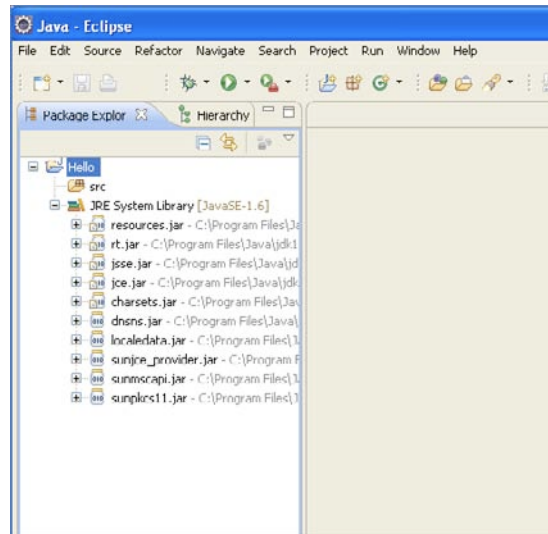 Java - Eclipse
File Edit Source Refactor Navigate Search Project Run Window Help
Package Explor Hierarchy
Hello
src
JRE System Library [JavaSE-1.6]
resources.jar - C:\Program Files\Ja
rt.jar - C:\Program Files\Java\jdk1
jsse.jar - C:\Program Files\Java\jd
jce.jar - C:\Program Files\Java\jdk
charsets.jar - C:\Program Files\Jav
dnsns.jar - C:\Program Files\Java\
localedata.jar - C:\Program Files\J
sunjce_provider.jar - C:\Program F
sunmscapi.jar - C:\Program Files\J
sunpkcs11.jar - C:\Program Files\J